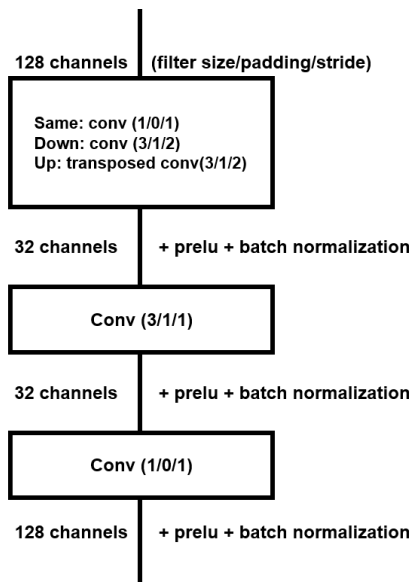 128 channels (filter size/padding/stride)
Same: conv (1/0/1)
Down: conv (3/1/2)
Up: transposed conv(3/1/2)
32 channels + prelu + batch normalization
Conv (3/1/1)
32 channels + prelu + batch normalization
Conv (1/0/1)
128 channels + prelu + batch normalization